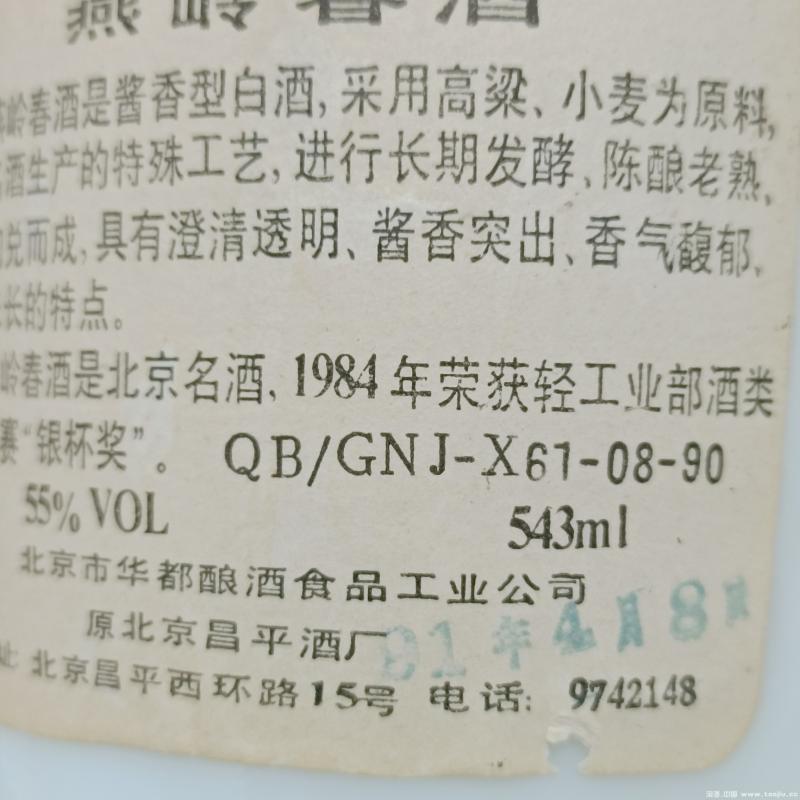 燕岭春酒
岭春酒是酱香型白酒,采用高粱、小麦为原料,
酒生产的特殊工艺,进行长期发酵、陈酿老熟、
兑而成,具有澄清透明、酱香突出、香气馥郁、
长的特点。
岭春酒是北京名酒,1984年荣获轻工业部酒类
赛“银杯奖”。 QB/GNJ-X61-08-90
55% VOL 543ml
北京市华都酿酒食品工业公司
原北京昌平酒厂
91年4月8日
址 北京昌平西环路15号 电话: 9742148
www.toojiu.cc